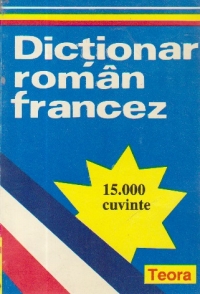 Dicționar
român
francez
15.000
cuvinte
Teora